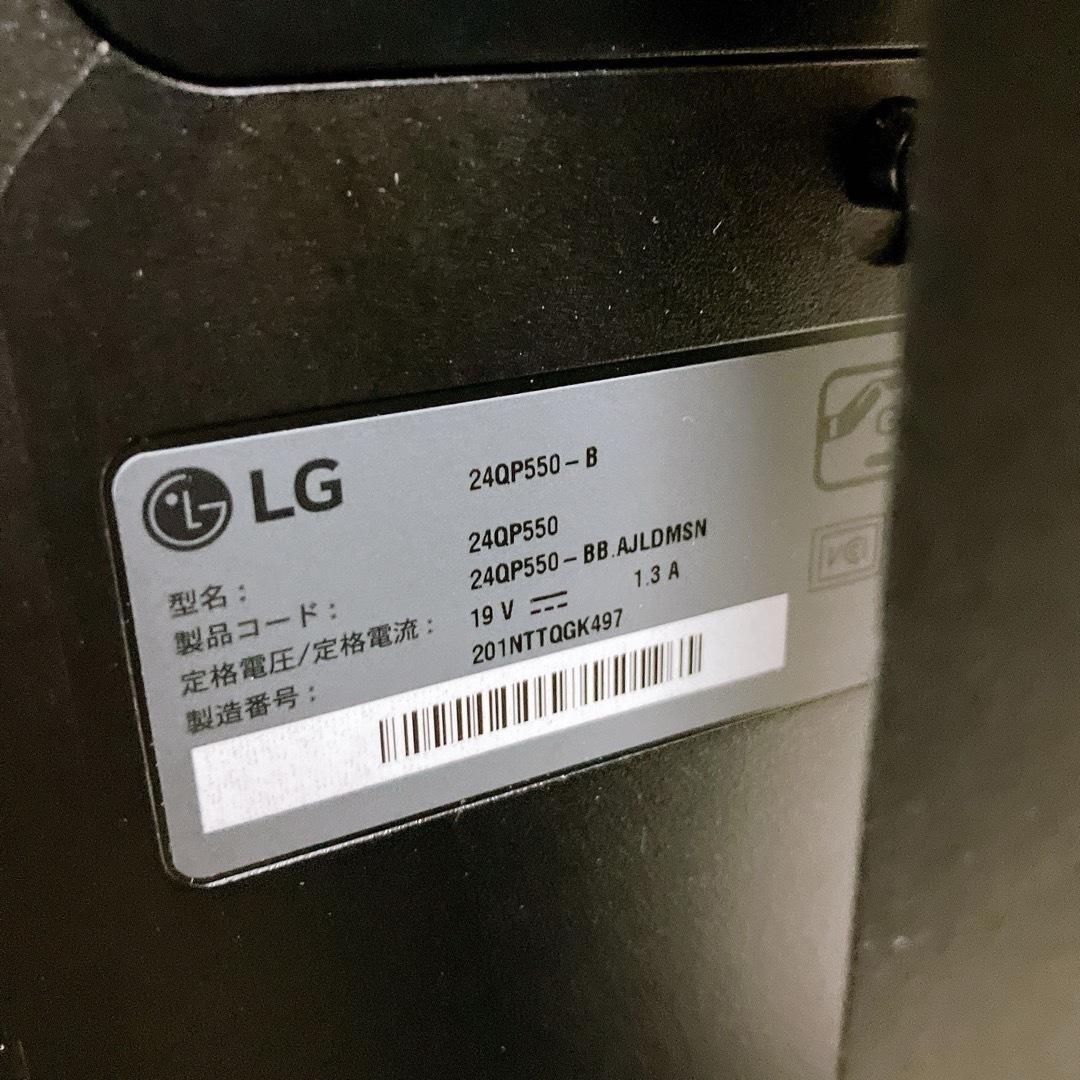 LG
24QP550-B
型名: 24QP550
製品コード: 24QP550-BB.AJLDMSN
定格電圧/定格電流: 19 V ⎓ 1.3 A
製造番号: 201NTTQGK497